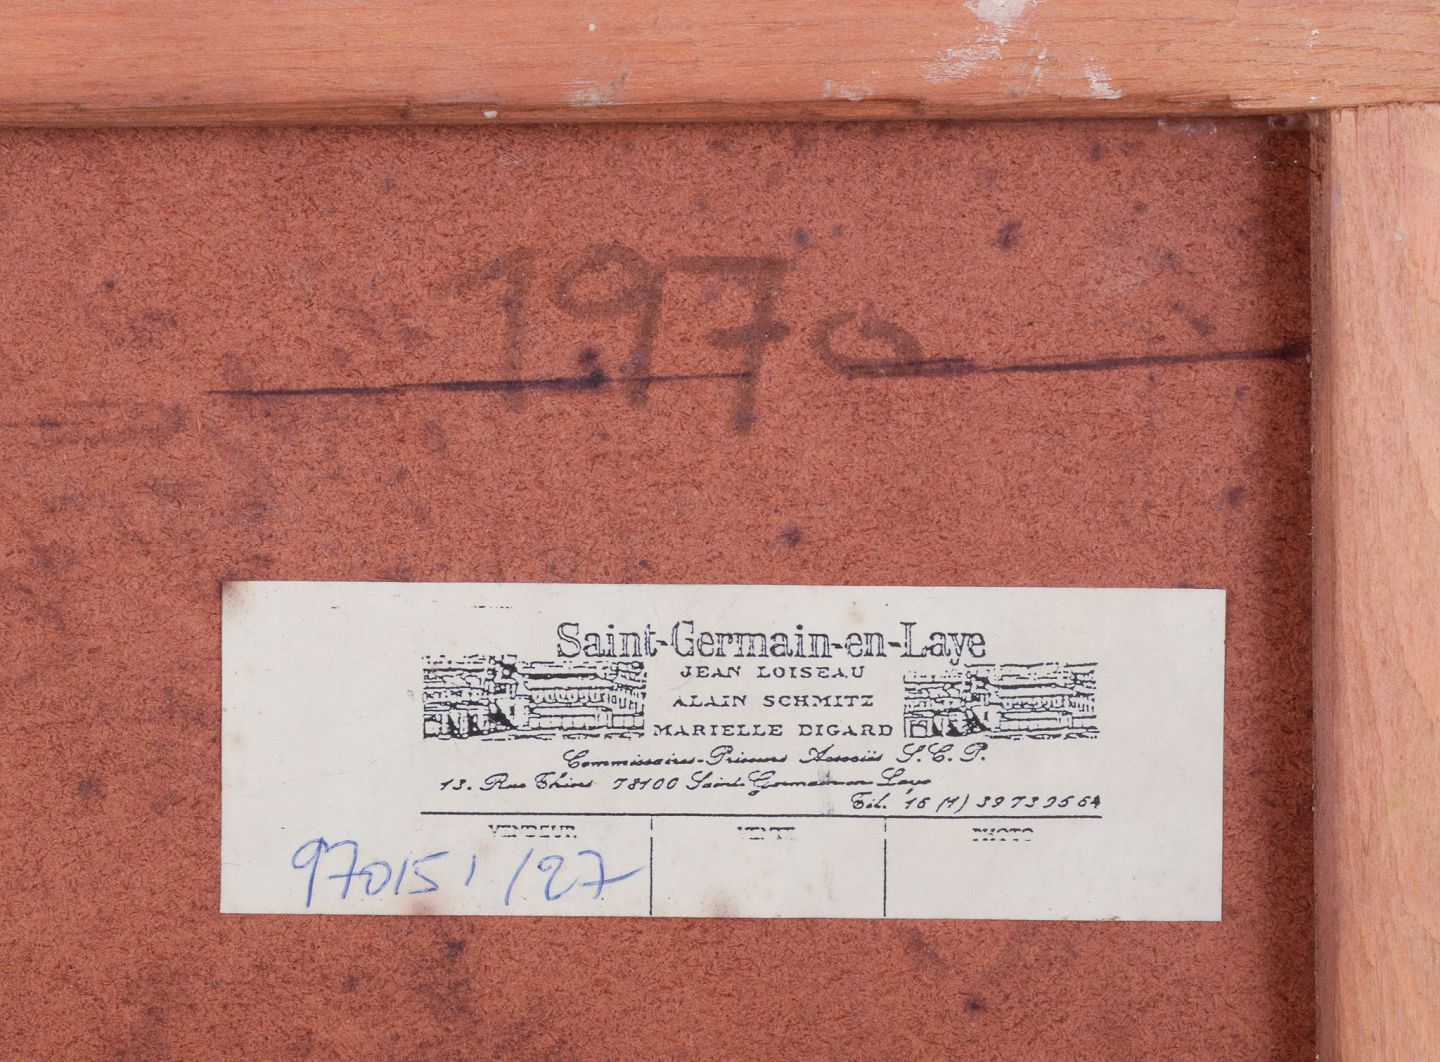 1970
Saint-Germain-en-Laye
JEAN LOISEAU
ALAIN SCHMITZ
MARIELLE DIGARD
Commissaires-Priseurs Associés S.C.P.
13. Rue Thiers 78100 Saint Germain en Laye
Tél. 16 (1) 39 73 95 64
VENDEUR VENTE PHOTO
970151 /27